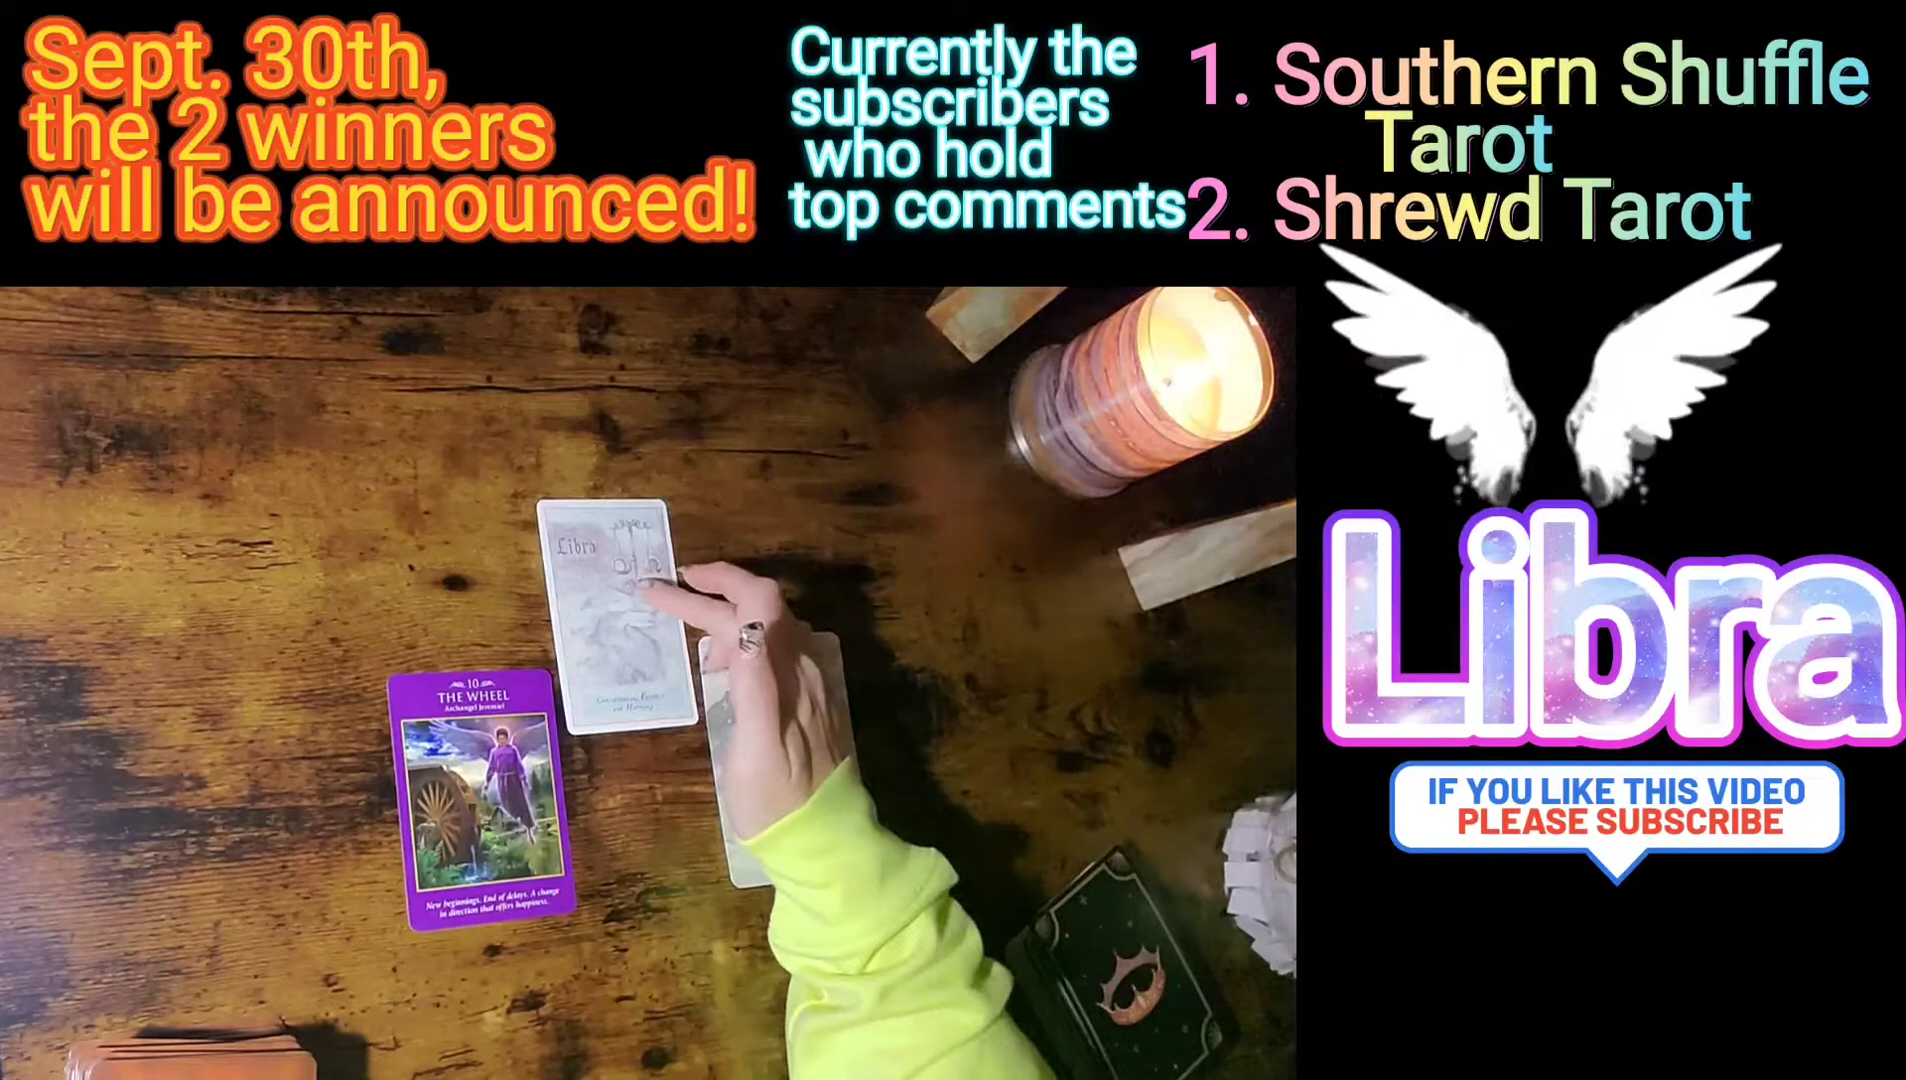 Sept. 30th,
the 2 winners
will be announced!
Currently the
subscribers
who hold
top comments
1. Southern Shuffle
Tarot
2. Shrewd Tarot
Libra
10
THE WHEEL
Archangel Jeremiel
New beginnings. End of delays. A change
in direction that offers happiness.
Libra
IF YOU LIKE THIS VIDEO
PLEASE SUBSCRIBE